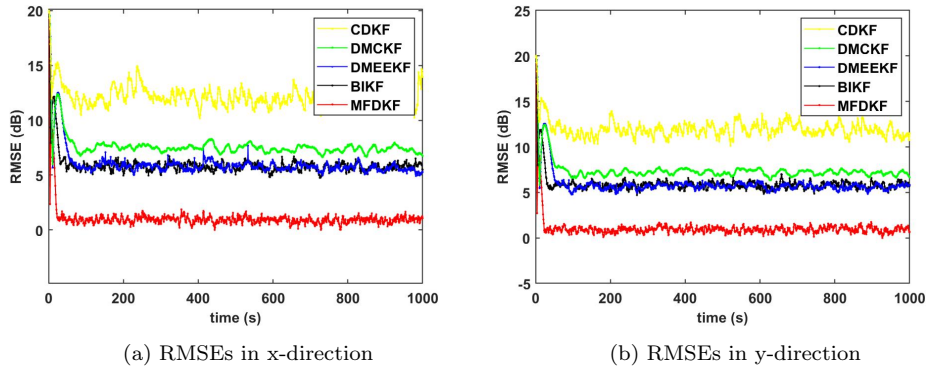 20
15
10
5
0
RMSE (dB)
CDKF
DMCKF
DMEEKF
BIKF
MFDKF
0 200 400 600 800 1000
time (s)
(a) RMSEs in x-direction
25
20
15
10
5
0
-5
RMSE (dB)
CDKF
DMCKF
DMEEKF
BIKF
MFDKF
0 200 400 600 800 1000
time (s)
(b) RMSEs in y-direction